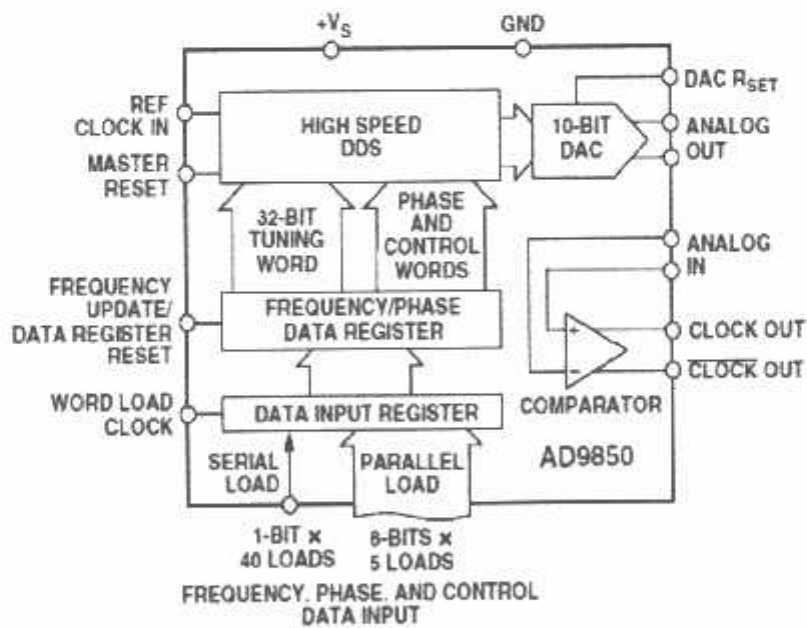 +VS
GND
REF
CLOCK IN
MASTER
RESET
FREQUENCY
UPDATE/
DATA REGISTER
RESET
WORD LOAD
CLOCK
HIGH SPEED
DDS
10-BIT
DAC
DAC RSET
ANALOG
OUT
32-BIT
TUNING
WORD
PHASE
AND
CONTROL
WORDS
ANALOG
IN
FREQUENCY/PHASE
DATA REGISTER
+
−
CLOCK OUT
CLOCK OUT
COMPARATOR
DATA INPUT REGISTER
SERIAL
LOAD
PARALLEL
LOAD
AD9850
1-BIT ×
40 LOADS
8-BITS ×
5 LOADS
FREQUENCY, PHASE, AND CONTROL
DATA INPUT